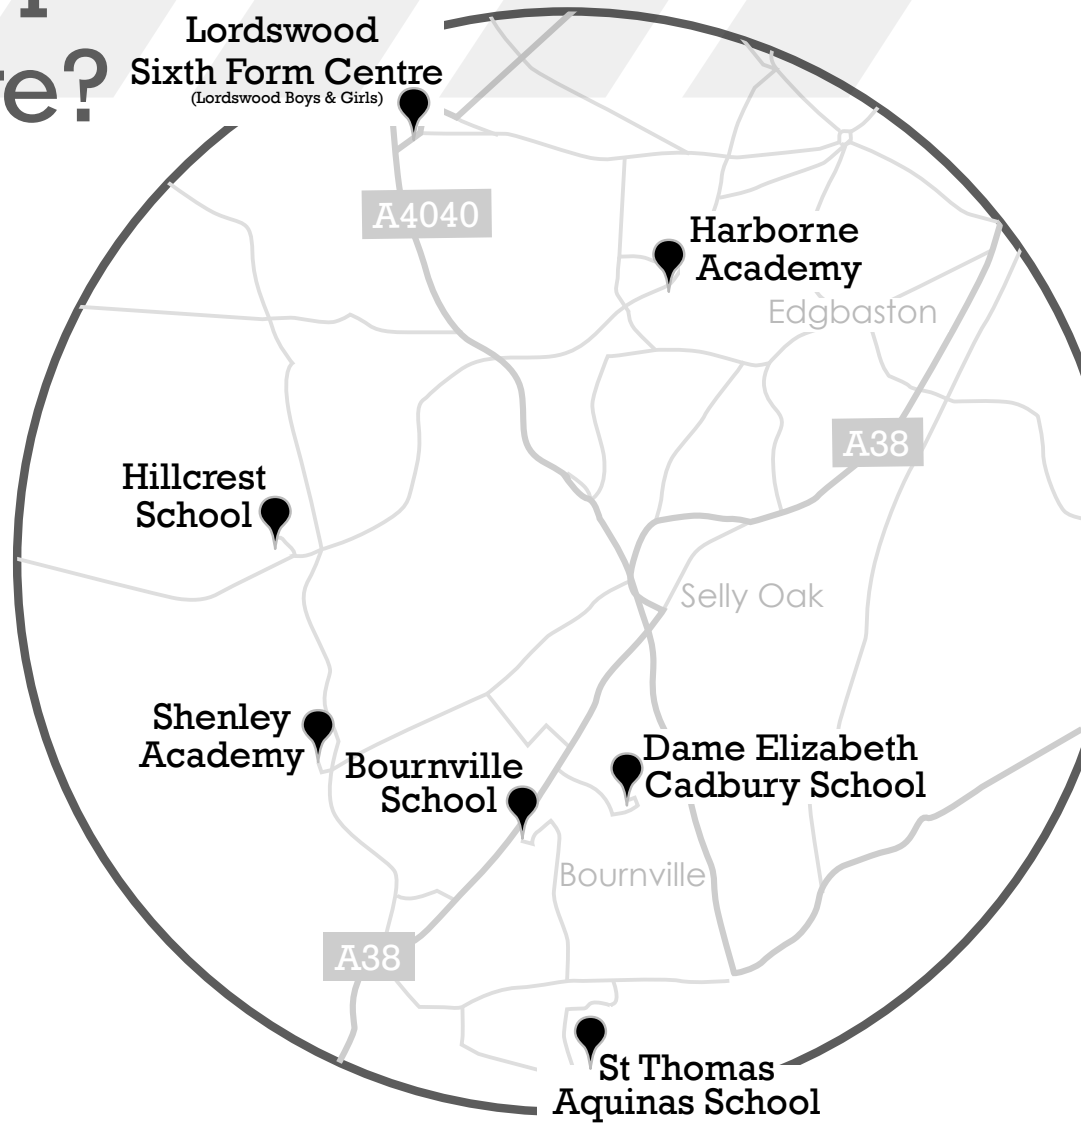 Lordswood
Sixth Form Centre
(Lordswood Boys & Girls)
A4040
Harborne
Academy
Edgbaston
A38
Hillcrest
School
Selly Oak
Shenley
Academy
Bournville
School
Dame Elizabeth
Cadbury School
Bournville
A38
St Thomas
Aquinas School